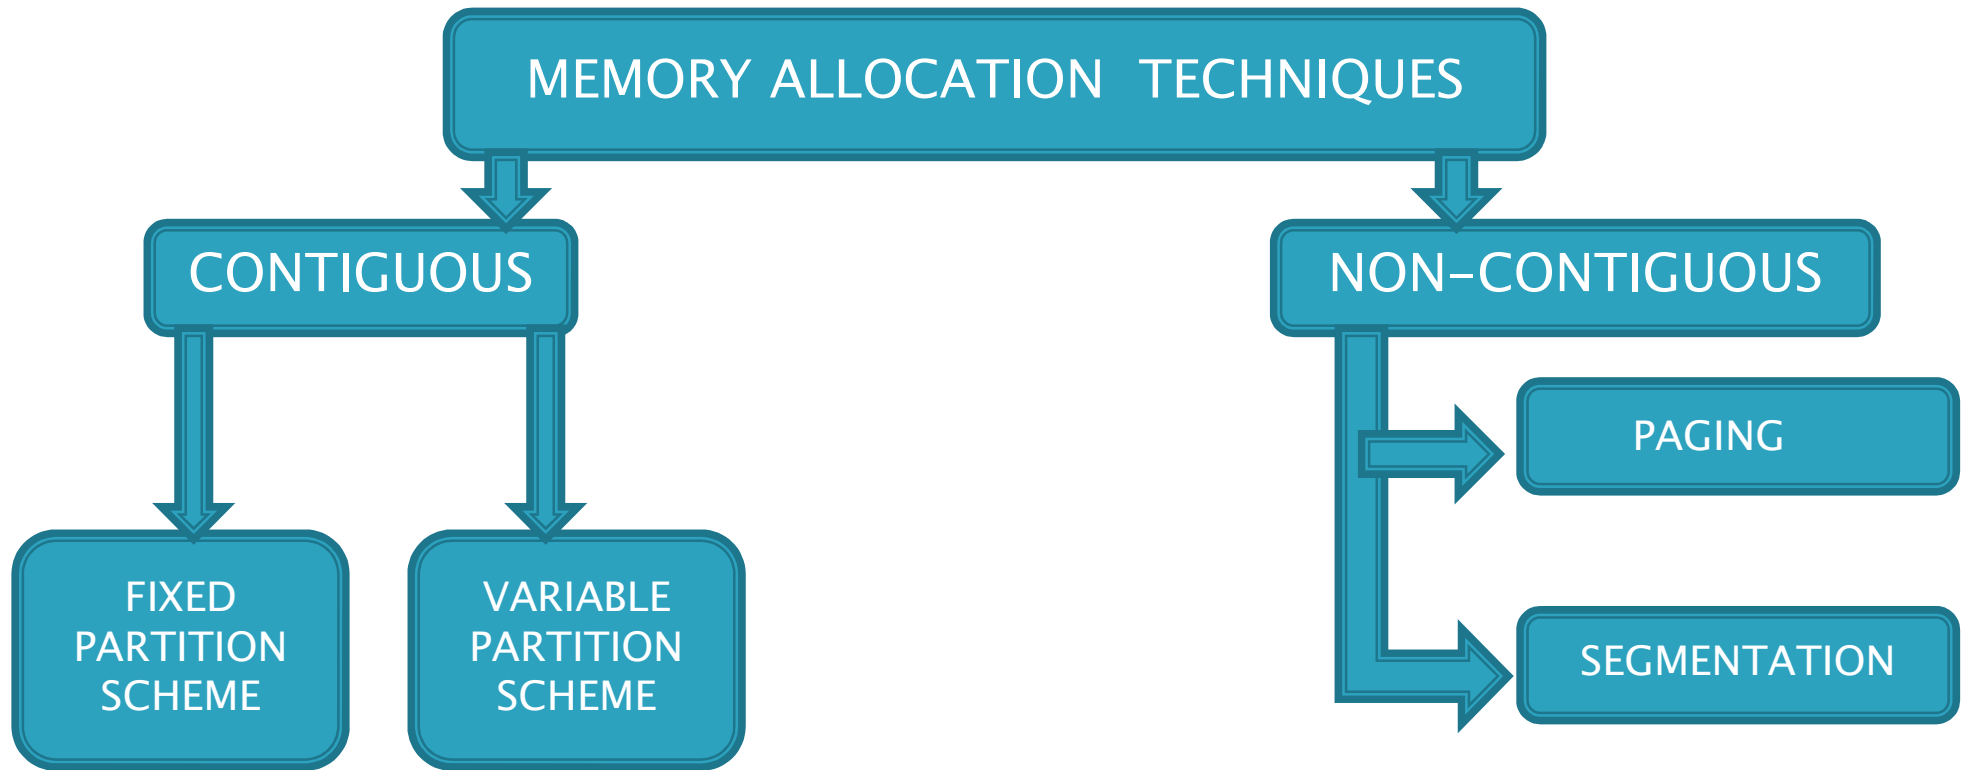 MEMORY ALLOCATION TECHNIQUES
CONTIGUOUS
NON-CONTIGUOUS
PAGING
FIXED
PARTITION
SCHEME
VARIABLE
PARTITION
SCHEME
SEGMENTATION